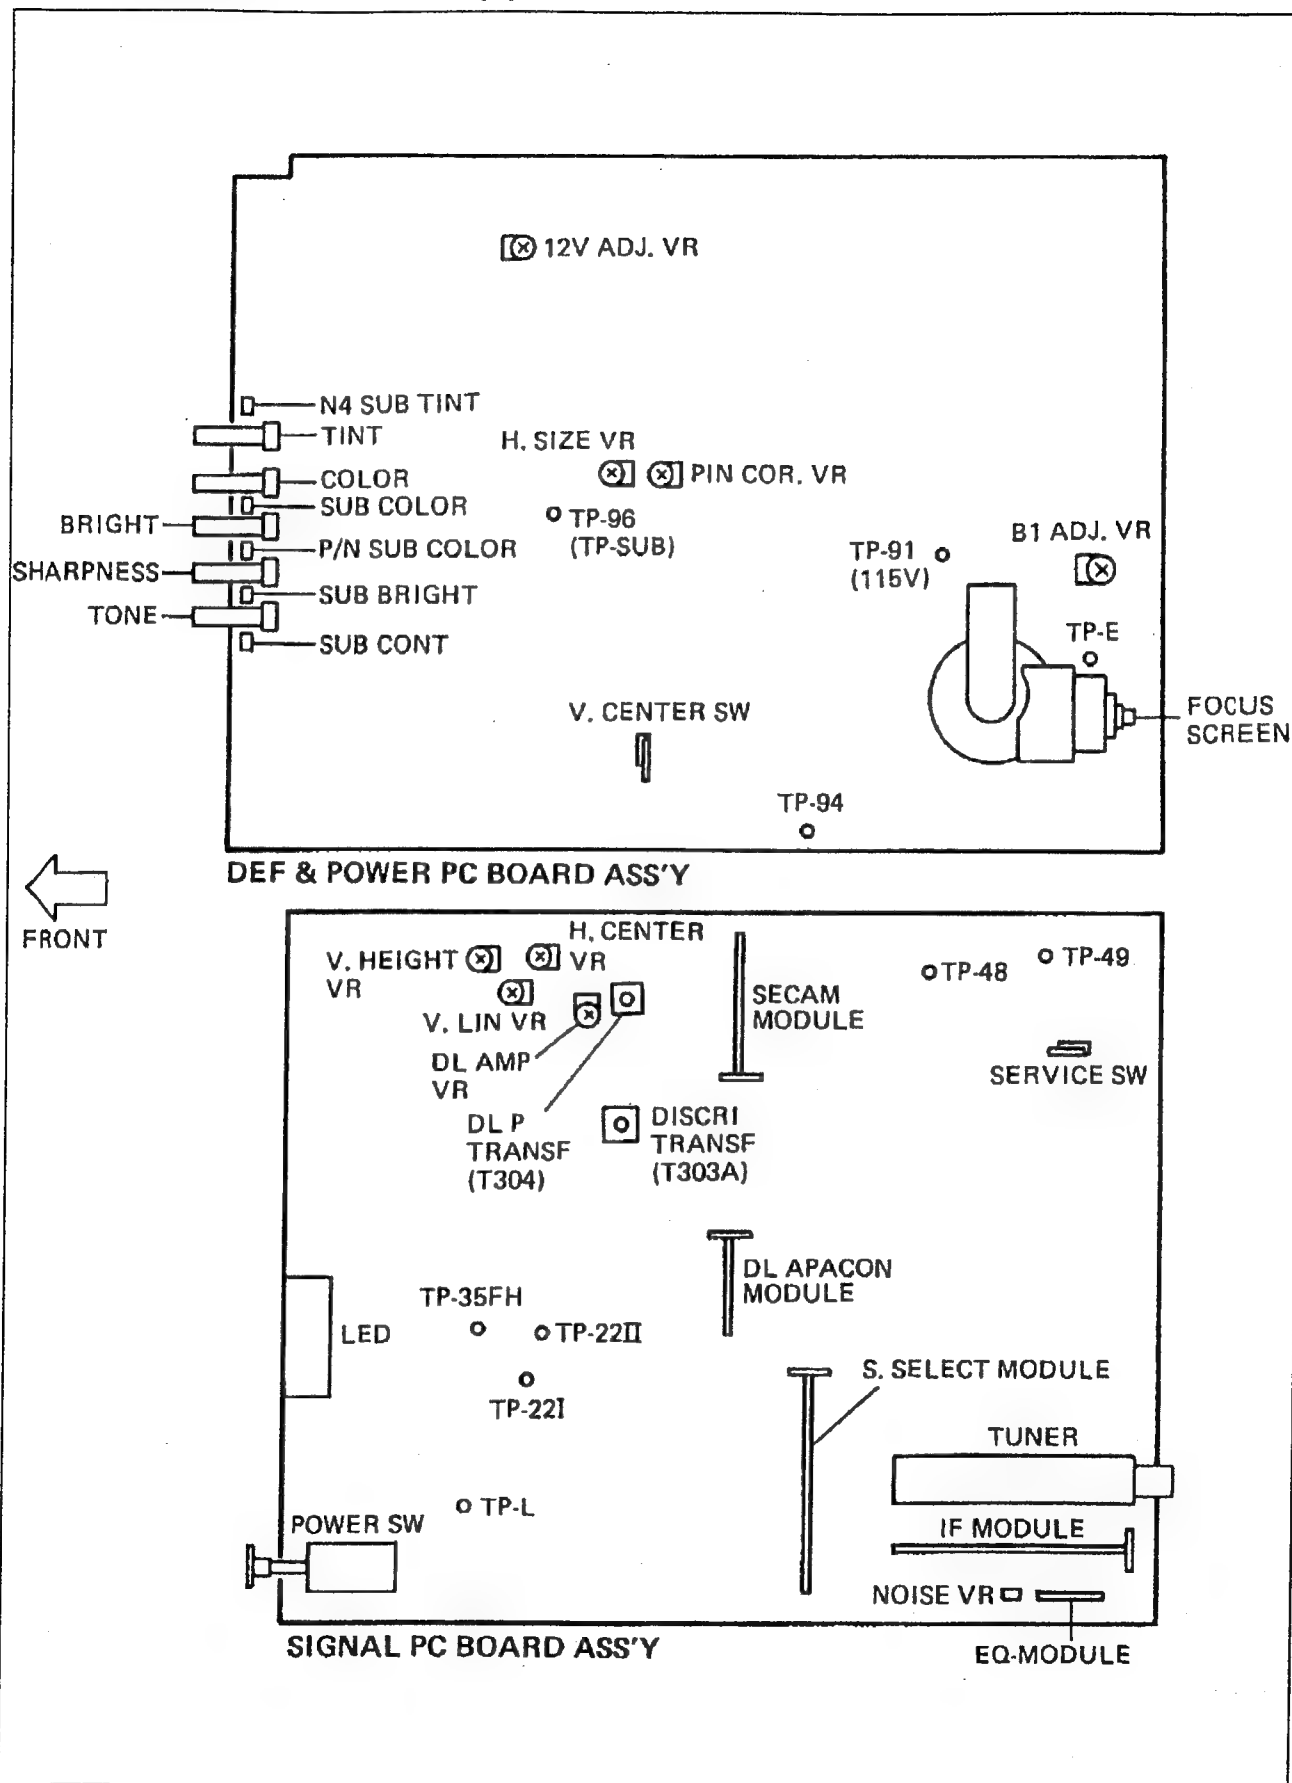 12V ADJ. VR
N4 SUB TINT
TINT
H. SIZE VR
PIN COR. VR
COLOR
SUB COLOR
BRIGHT
TP-96
(TP-SUB)
P/N SUB COLOR
SHARPNESS
SUB BRIGHT
TONE
SUB CONT
TP-91
(115V)
B1 ADJ. VR
TP-E
FOCUS
SCREEN
V. CENTER SW
TP-94
DEF & POWER PC BOARD ASS'Y
FRONT
V. HEIGHT
VR
H. CENTER
VR
V. LIN VR
DL AMP
VR
DL P
TRANSF
(T304)
DISCRI
TRANSF
(T303A)
SECAM
MODULE
TP-48
TP-49
SERVICE SW
DL APACON
MODULE
LED
TP-35FH
TP-22II
TP-22I
S. SELECT MODULE
TUNER
TP-L
POWER SW
IF MODULE
NOISE VR
EQ-MODULE
SIGNAL PC BOARD ASS'Y